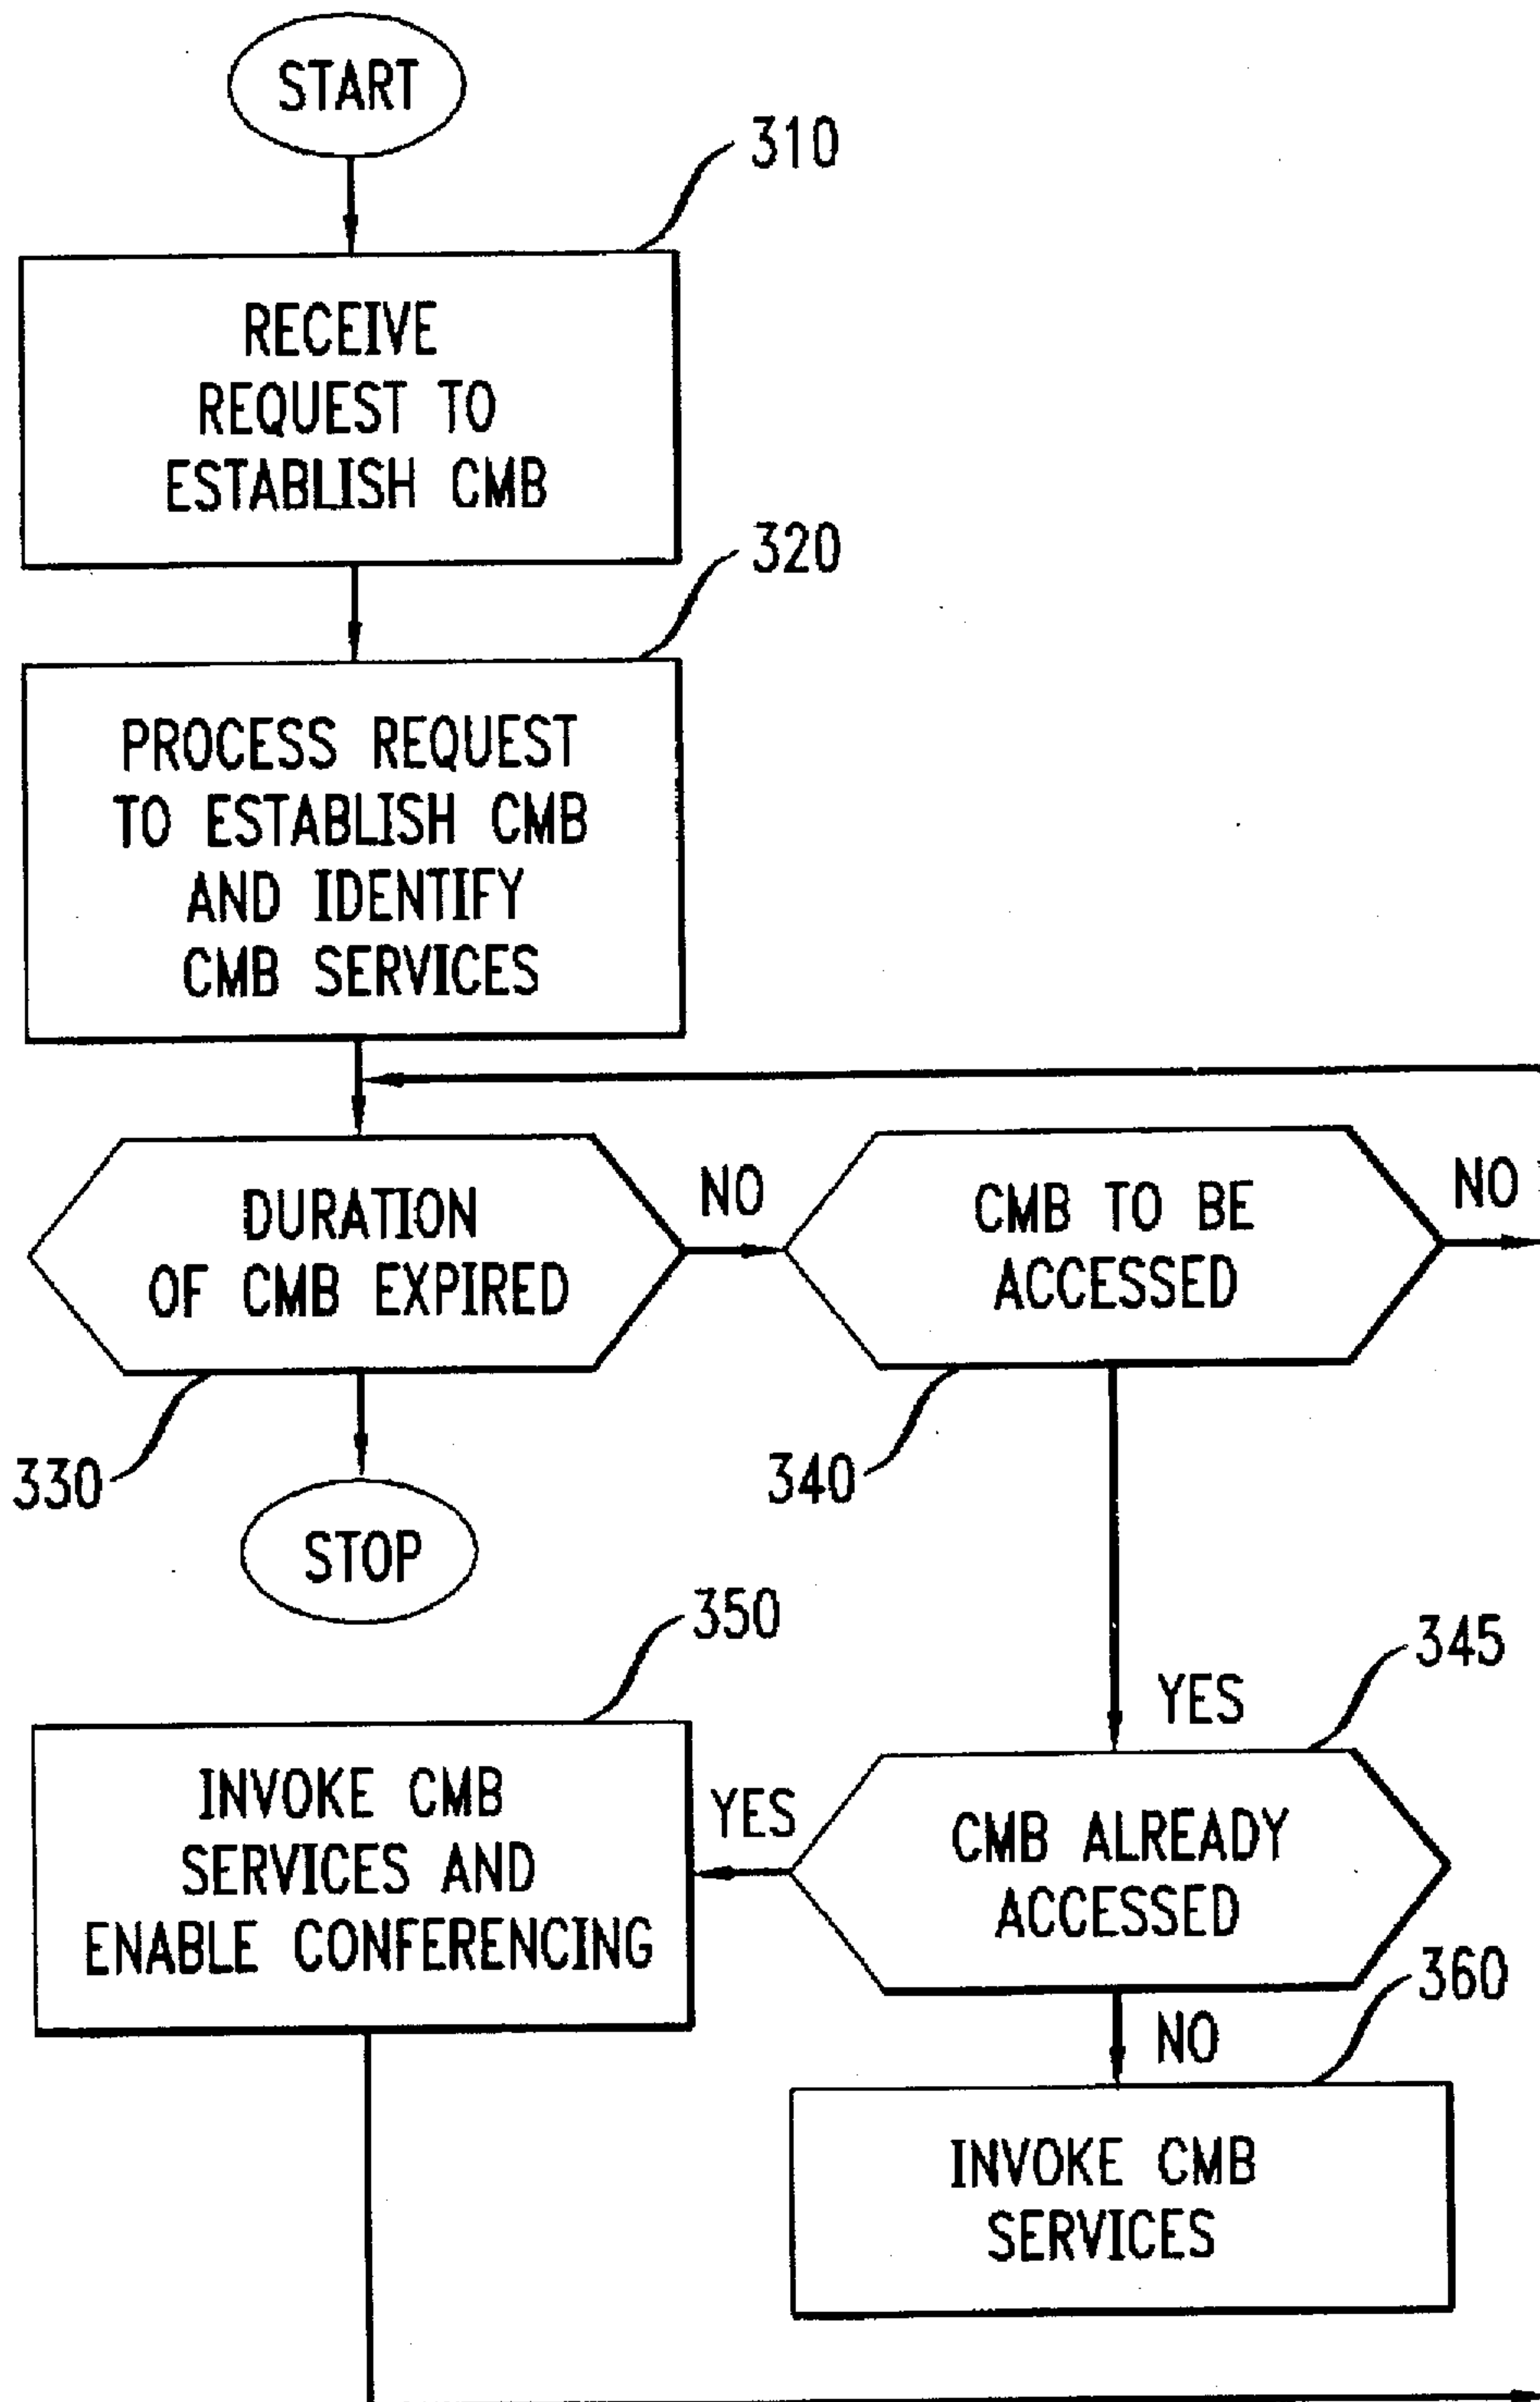 START
310
RECEIVE
REQUEST TO
ESTABLISH CMB
320
PROCESS REQUEST
TO ESTABLISH CMB
AND IDENTIFY
CMB SERVICES
DURATION
OF CMB EXPIRED
NO
CMB TO BE
ACCESSED
NO
330
340
STOP
350
345
YES
INVOKE CMB
SERVICES AND
ENABLE CONFERENCING
YES
CMB ALREADY
ACCESSED
360
NO
INVOKE CMB
SERVICES